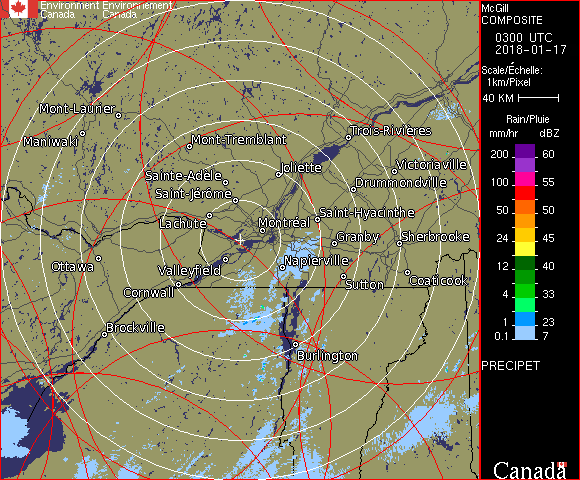 Environment Environnement
Canada Canada
McGill
COMPOSITE
0300 UTC
2018-01-17
Scale/Échelle:
1km/Pixel
40 KM
Rain/Pluie
mm/hr dBZ
200 60
100 55
50 50
24 45
12 40
4 33
1 23
0.1 7
PRECIPET
Canada
Mont-Laurier
Maniwaki
Mont-Tremblant
Trois-Rivières
Joliette
Victoriaville
Sainte-Adèle
Drummondville
Saint-Jérôme
Saint-Hyacinthe
Lachute
Montréal
Granby
Sherbrooke
Ottawa
Valleyfield
Napierville
Cornwall
Sutton
Coaticook
Brockville
Burlington